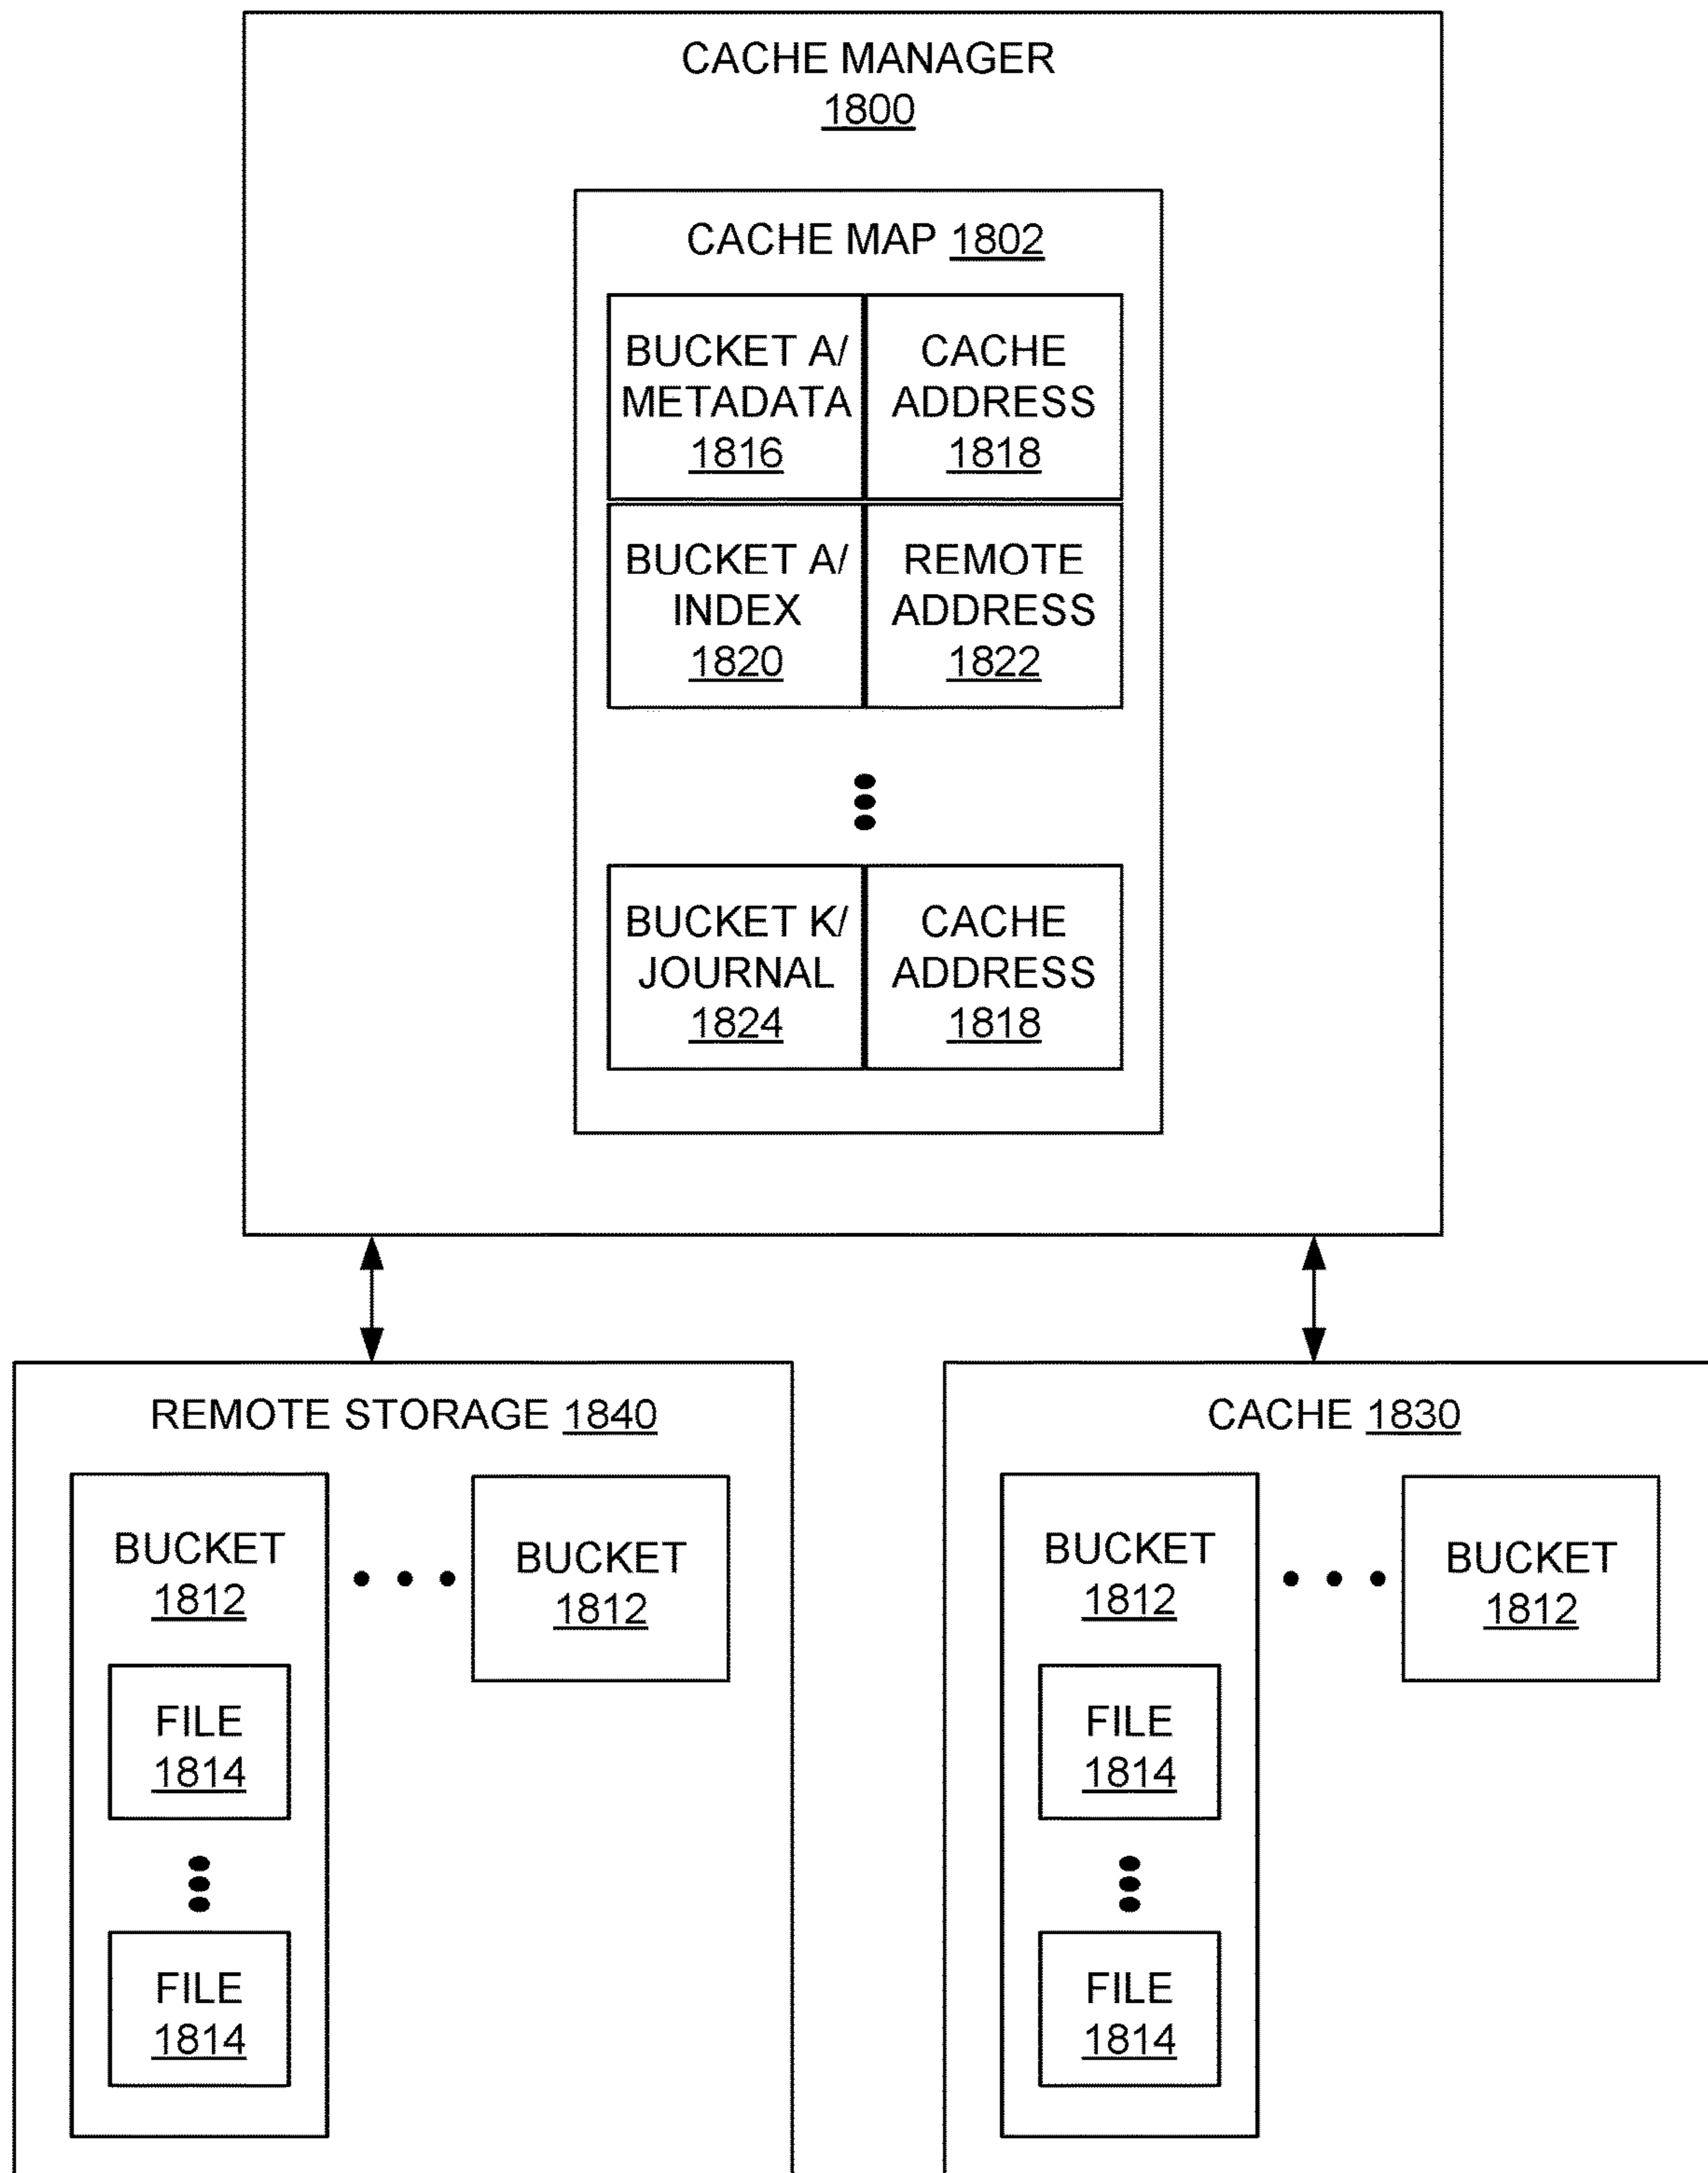 CACHE MANAGER
1800
CACHE MAP 1802
BUCKET A/
METADATA
1816
CACHE
ADDRESS
1818
BUCKET A/
INDEX
1820
REMOTE
ADDRESS
1822
BUCKET K/
JOURNAL
1824
CACHE
ADDRESS
1818
REMOTE STORAGE 1840
BUCKET
1812
FILE
1814
FILE
1814
BUCKET
1812
CACHE 1830
BUCKET
1812
FILE
1814
FILE
1814
BUCKET
1812